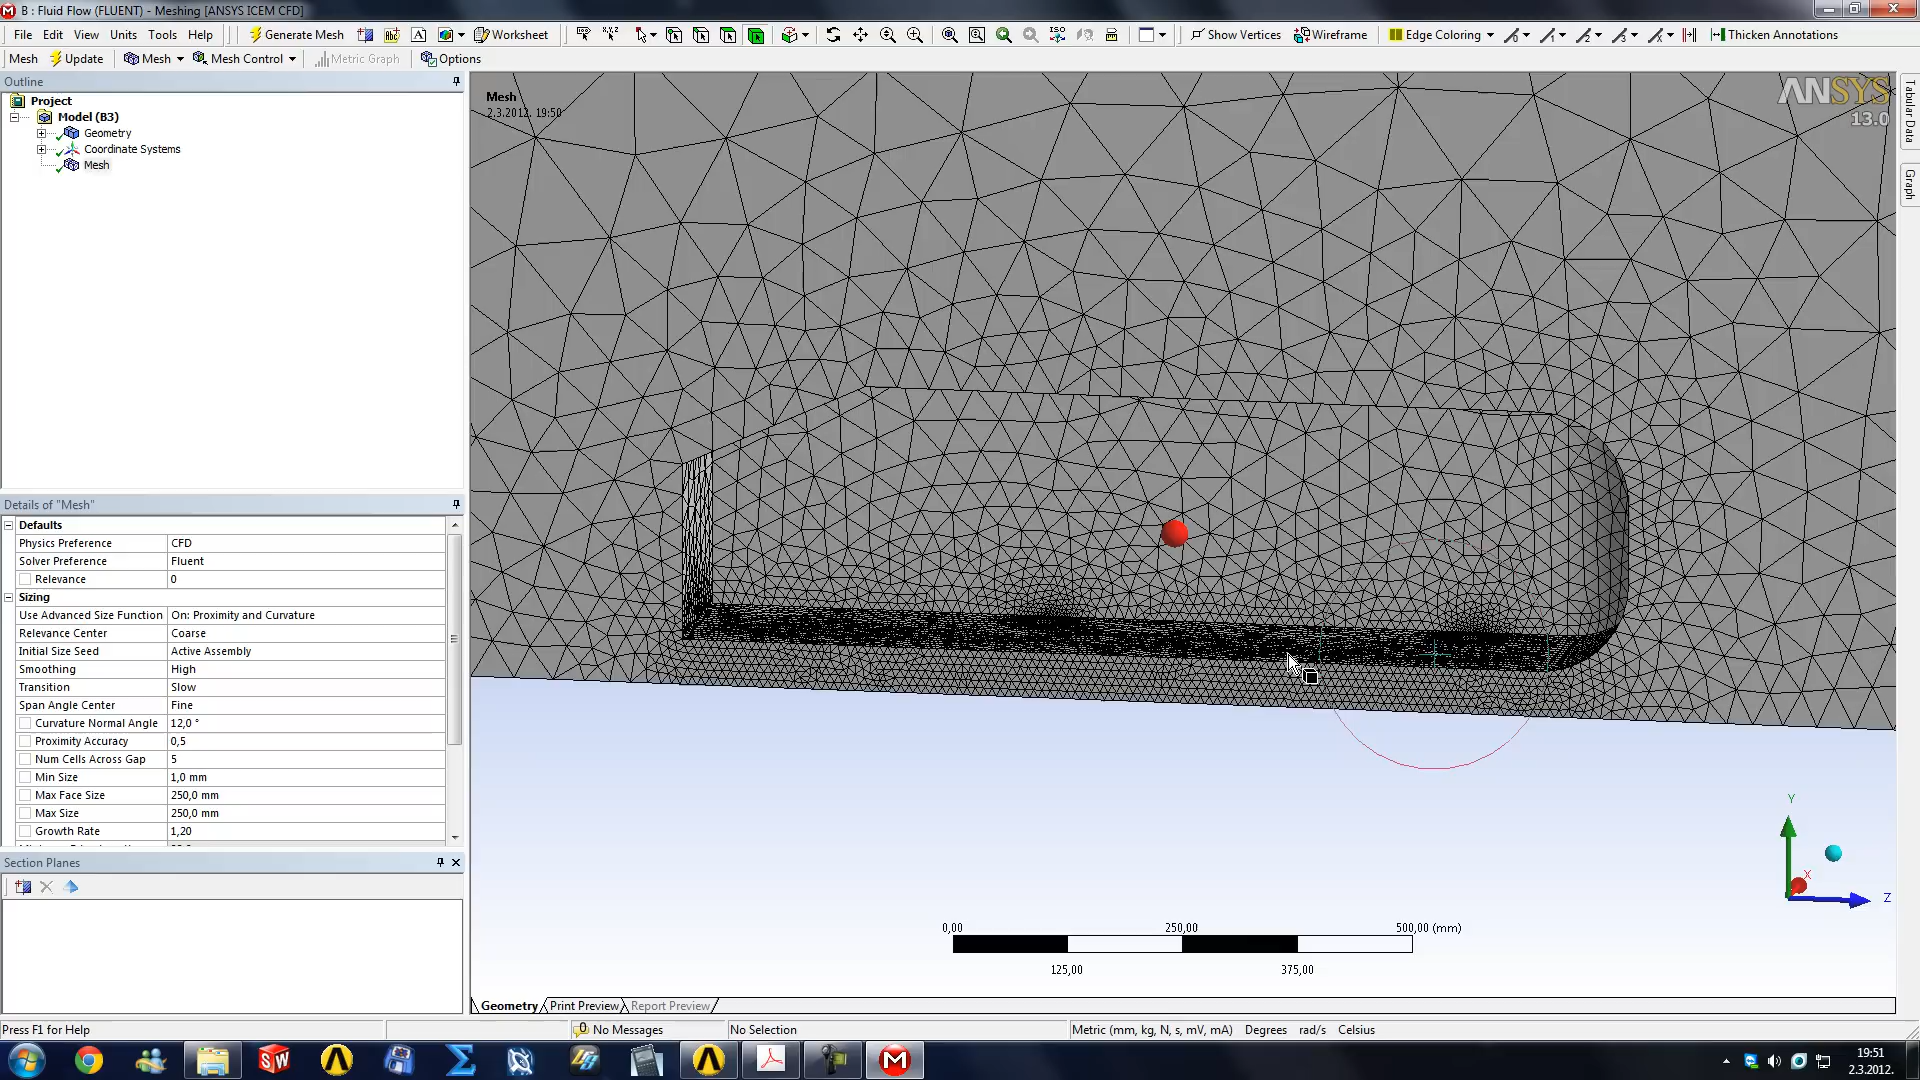 B : Fluid Flow (FLUENT) - Meshing [ANSYS ICEM CFD]
File Edit View Units Tools Help Generate Mesh Worksheet Show Vertices Wireframe Edge Coloring Thicken Annotations
Mesh Update Mesh Mesh Control Metric Graph Options
Outline
Project
Model (B3)
Geometry
Coordinate Systems
Mesh
Details of "Mesh"
Defaults
Physics Preference CFD
Solver Preference Fluent
Relevance 0
Sizing
Use Advanced Size Function On: Proximity and Curvature
Relevance Center Coarse
Initial Size Seed Active Assembly
Smoothing High
Transition Slow
Span Angle Center Fine
Curvature Normal Angle 12,0 °
Proximity Accuracy 0,5
Num Cells Across Gap 5
Min Size 1,0 mm
Max Face Size 250,0 mm
Max Size 250,0 mm
Growth Rate 1,20
Section Planes
Mesh
2.3.2012. 19:50
ANSYS
13.0
Tabular Data
Graph
Y
X
Z
0,00 250,00 500,00 (mm)
125,00 375,00
Geometry Print Preview Report Preview
Press F1 for Help 0 No Messages No Selection Metric (mm, kg, N, s, mV, mA) Degrees rad/s Celsius
19:51
2.3.2012.